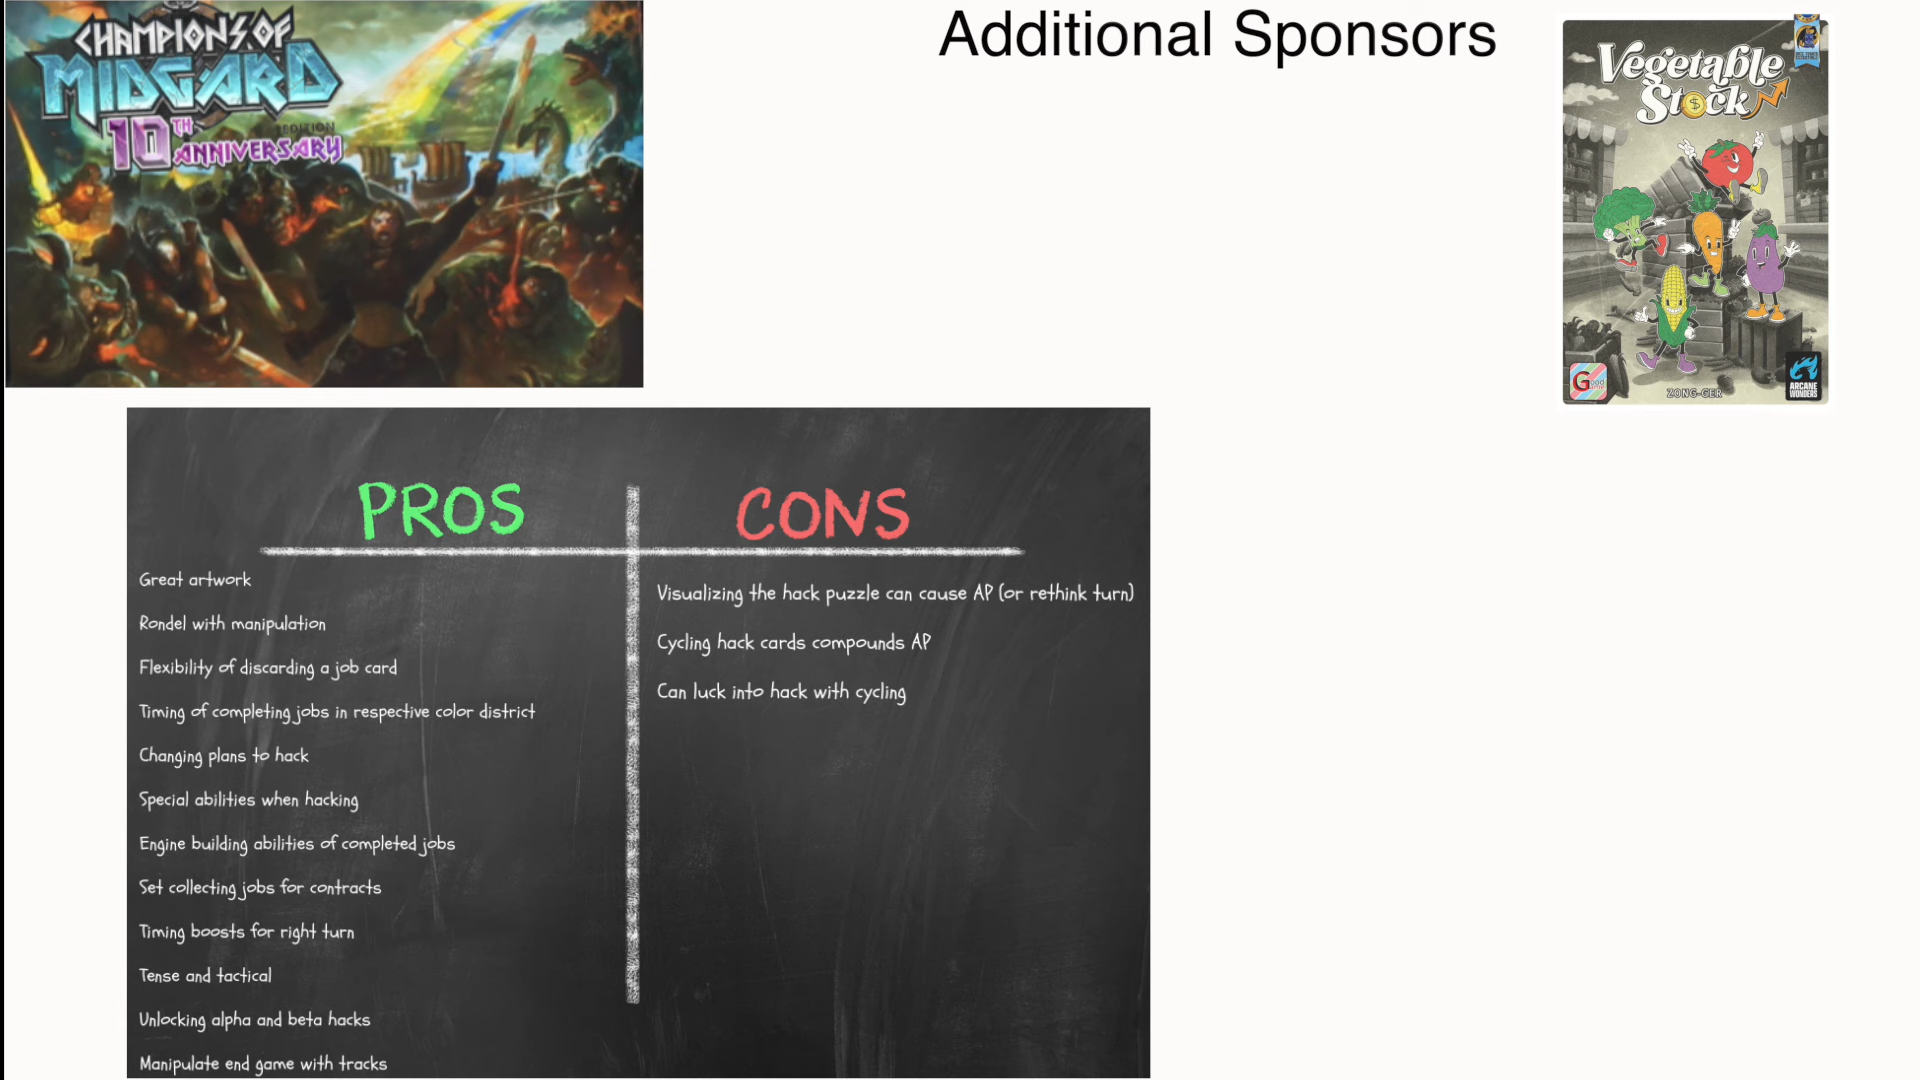 CHAMPIONS OF
MIDGARD
10TH
EDITION
ANNIVERSARY
Additional Sponsors
Vegetable
Stock
ZONG-GER
G
ARCANE
WONDERS
PROS
Great artwork
Rondel with manipulation
Flexibility of discarding a job card
Timing of completing jobs in respective color district
Changing plans to hack
Special abilities when hacking
Engine building abilities of completed jobs
Set collecting jobs for contracts
Timing boosts for right turn
Tense and tactical
Unlocking alpha and beta hacks
Manipulate end game with tracks
CONS
Visualizing the hack puzzle can cause AP (or rethink turn)
Cycling hack cards compounds AP
Can luck into hack with cycling